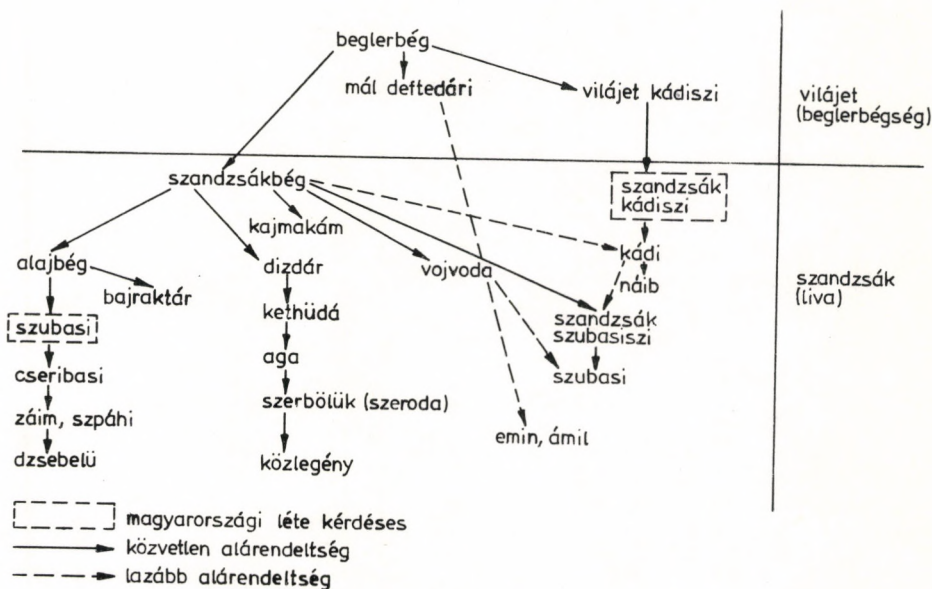 beglerbég
mál deftedári
vilájet kádiszi
vilájet
(beglerbégség)
szandzsákbég
szandzsák
kádiszi
kajmakám
alajbég
bajraktár
dizdár
vojvoda
kádi
náib
szandzsák
(liva)
szubasi
kethüdá
szandzsák
szubasiszi
cseribasi
aga
szubasi
záim, szpáhi
szerbölük (szeroda)
emin, ámil
dzsebelü
közlegény
magyarországi léte kérdéses
közvetlen alárendeltség
lazább alárendeltség